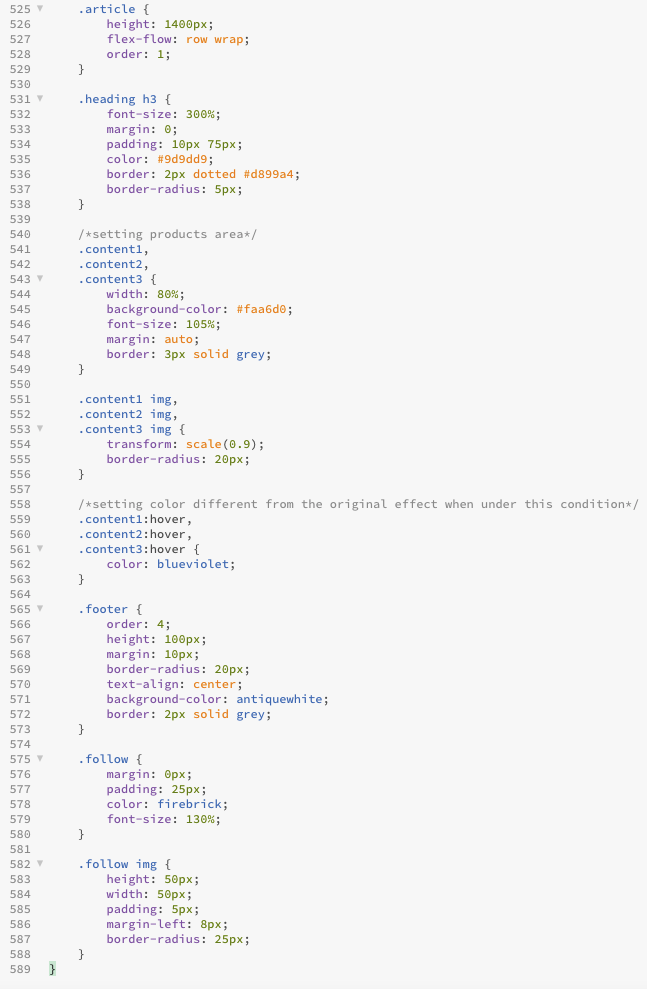 525 .article {
526 height: 1400px;
527 flex-flow: row wrap;
528 order: 1;
529 }
530
531 .heading h3 {
532 font-size: 300%;
533 margin: 0;
534 padding: 10px 75px;
535 color: #9d9dd9;
536 border: 2px dotted #d899a4;
537 border-radius: 5px;
538 }
539
540 /*setting products area*/
541 .content1,
542 .content2,
543 .content3 {
544 width: 80%;
545 background-color: #faa6d0;
546 font-size: 105%;
547 margin: auto;
548 border: 3px solid grey;
549 }
550
551 .content1 img,
552 .content2 img,
553 .content3 img {
554 transform: scale(0.9);
555 border-radius: 20px;
556 }
557
558 /*setting color different from the original effect when under this condition*/
559 .content1:hover,
560 .content2:hover,
561 .content3:hover {
562 color: blueviolet;
563 }
564
565 .footer {
566 order: 4;
567 height: 100px;
568 margin: 10px;
569 border-radius: 20px;
570 text-align: center;
571 background-color: antiquewhite;
572 border: 2px solid grey;
573 }
574
575 .follow {
576 margin: 0px;
577 padding: 25px;
578 color: firebrick;
579 font-size: 130%;
580 }
581
582 .follow img {
583 height: 50px;
584 width: 50px;
585 padding: 5px;
586 margin-left: 8px;
587 border-radius: 25px;
588 }
589 }